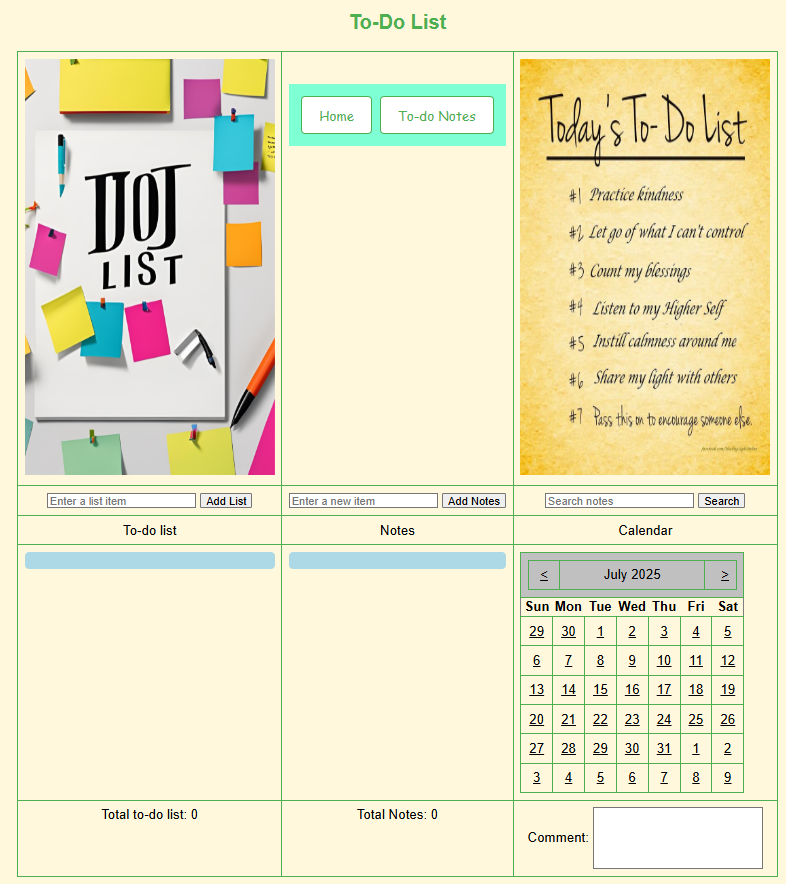 To-Do List
TJOJ
LIST
Home To-do Notes
Today's To-Do List
#1 Practice kindness
#2 Let go of what I can't control
#3 Count my blessings
#4 Listen to my Higher Self
#5 Instill calmness around me
#6 Share my light with others
#7 Pass this on to encourage someone else.
Enter a list item Add List
Enter a new item Add Notes
Search notes Search
To-do list Notes Calendar
< July 2025 >
Sun Mon Tue Wed Thu Fri Sat
29 30 1 2 3 4 5
6 7 8 9 10 11 12
13 14 15 16 17 18 19
20 21 22 23 24 25 26
27 28 29 30 31 1 2
3 4 5 6 7 8 9
Total to-do list: 0
Total Notes: 0
Comment: